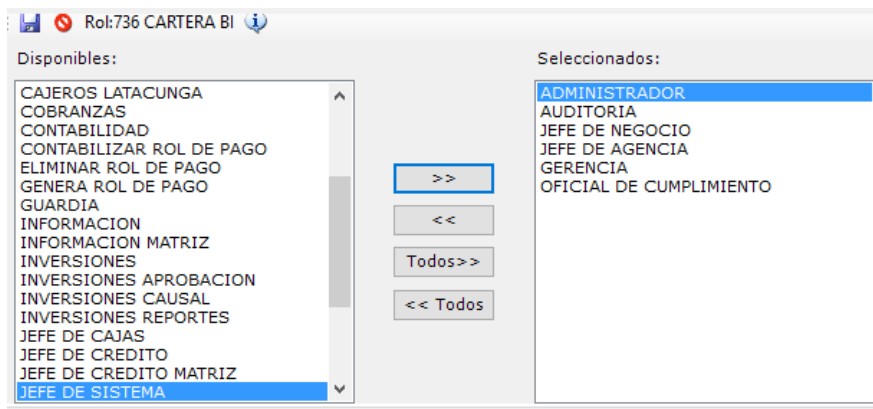 Rol:736 CARTERA BI
Disponibles:
CAJEROS LATACUNGA
COBRANZAS
CONTABILIDAD
CONTABILIZAR ROL DE PAGO
ELIMINAR ROL DE PAGO
GENERA ROL DE PAGO
GUARDIA
INFORMACION
INFORMACION MATRIZ
INVERSIONES
INVERSIONES APROBACION
INVERSIONES CAUSAL
INVERSIONES REPORTES
JEFE DE CAJAS
JEFE DE CREDITO
JEFE DE CREDITO MATRIZ
JEFE DE SISTEMA
>>
<<
Todos>>
<< Todos
Seleccionados:
ADMINISTRADOR
AUDITORIA
JEFE DE NEGOCIO
JEFE DE AGENCIA
GERENCIA
OFICIAL DE CUMPLIMIENTO